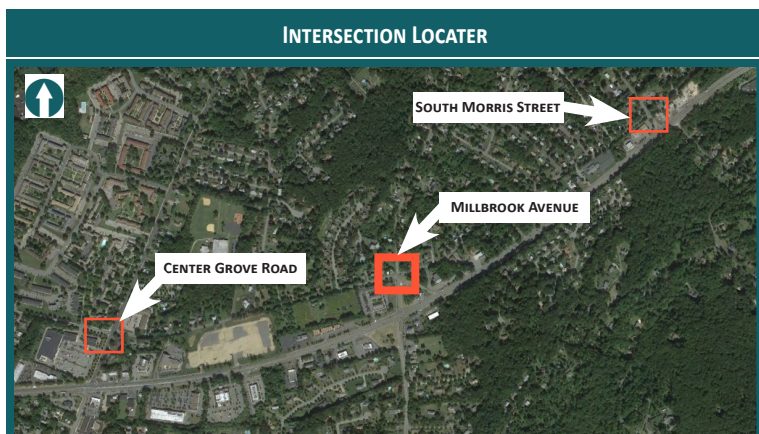 Intersection Locater
South Morris Street
Millbrook Avenue
Center Grove Road